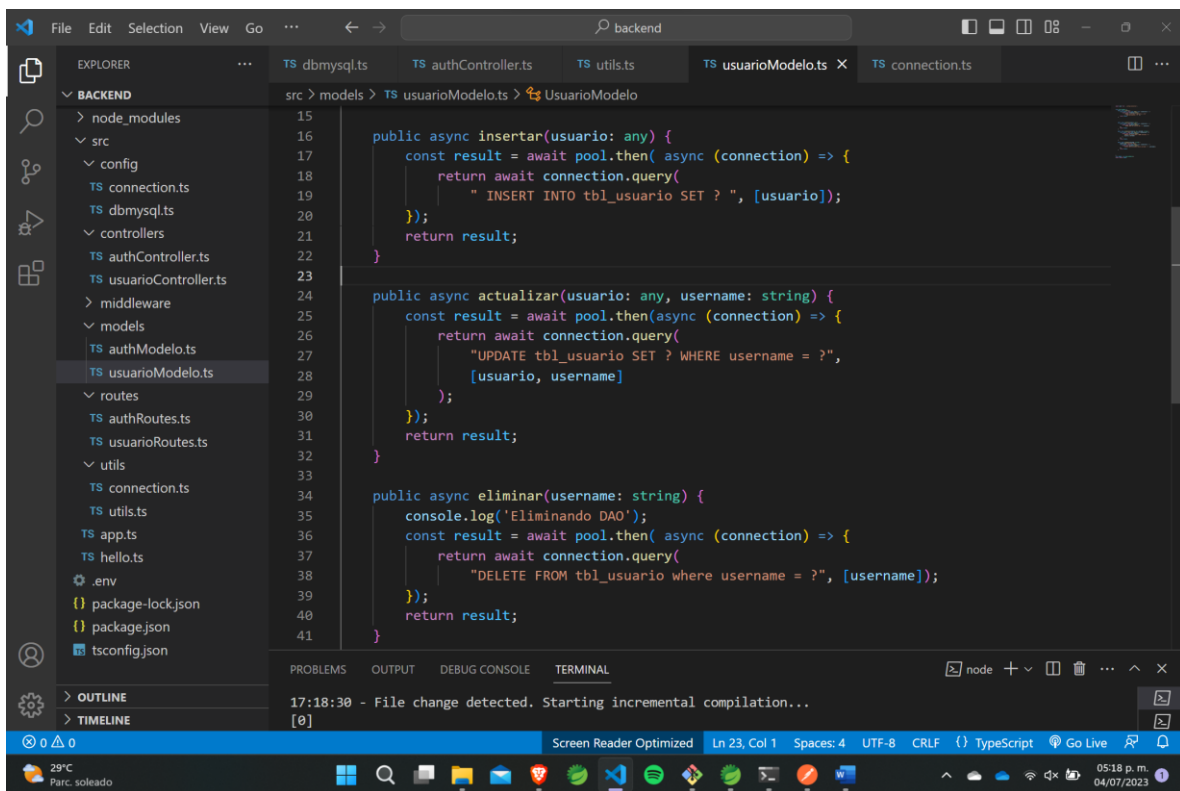 File Edit Selection View Go ··· ← → backend
EXPLORER ···
BACKEND
> node_modules
src
config
TS connection.ts
TS dbmysql.ts
controllers
TS authController.ts
TS usuarioController.ts
> middleware
models
TS authModelo.ts
TS usuarioModelo.ts
routes
TS authRoutes.ts
TS usuarioRoutes.ts
utils
TS connection.ts
TS utils.ts
TS app.ts
TS hello.ts
.env
{} package-lock.json
{} package.json
tsconfig.json
> OUTLINE
> TIMELINE
TS dbmysql.ts TS authController.ts TS utils.ts TS usuarioModelo.ts × TS connection.ts ···
src > models > TS usuarioModelo.ts > UsuarioModelo
15
16 public async insertar(usuario: any) {
17 const result = await pool.then( async (connection) => {
18 return await connection.query(
19 " INSERT INTO tbl_usuario SET ? ", [usuario]);
20 });
21 return result;
22 }
23
24 public async actualizar(usuario: any, username: string) {
25 const result = await pool.then(async (connection) => {
26 return await connection.query(
27 "UPDATE tbl_usuario SET ? WHERE username = ?",
28 [usuario, username]
29 );
30 });
31 return result;
32 }
33
34 public async eliminar(username: string) {
35 console.log('Eliminando DAO');
36 const result = await pool.then( async (connection) => {
37 return await connection.query(
38 "DELETE FROM tbl_usuario where username = ?", [username]);
39 });
40 return result;
41 }
PROBLEMS OUTPUT DEBUG CONSOLE TERMINAL node + ···
17:18:30 - File change detected. Starting incremental compilation...
[0]
0 0 Screen Reader Optimized Ln 23, Col 1 Spaces: 4 UTF-8 CRLF {} TypeScript Go Live
29°C
Parc. soleado
05:18 p. m.
04/07/2023
1